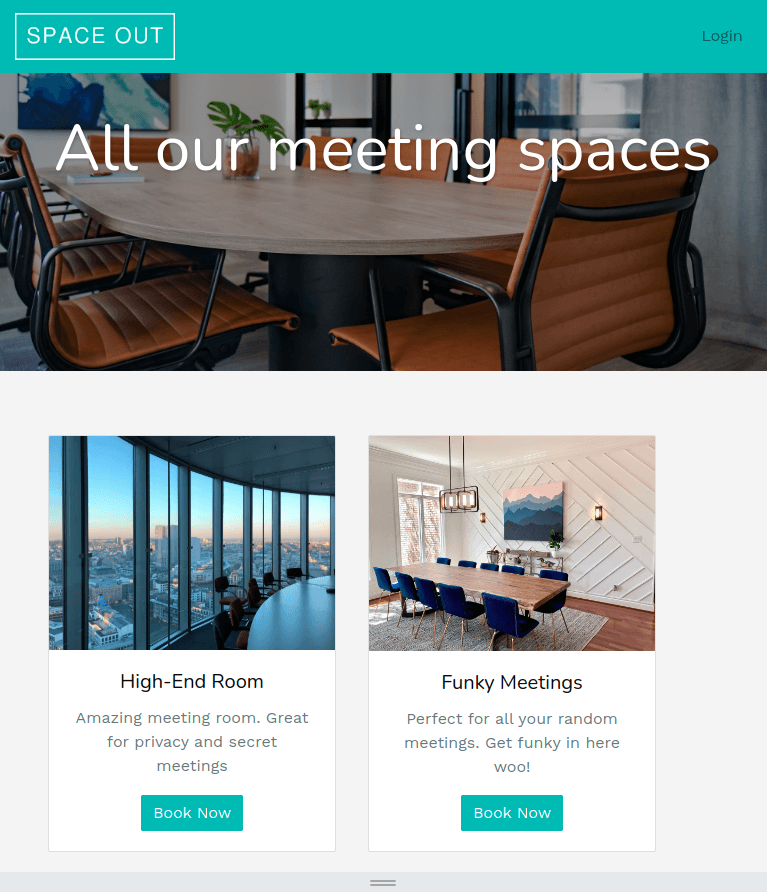 SPACE OUT
Login
All our meeting spaces
High-End Room
Amazing meeting room. Great
for privacy and secret
meetings
Book Now
Funky Meetings
Perfect for all your random
meetings. Get funky in here
woo!
Book Now